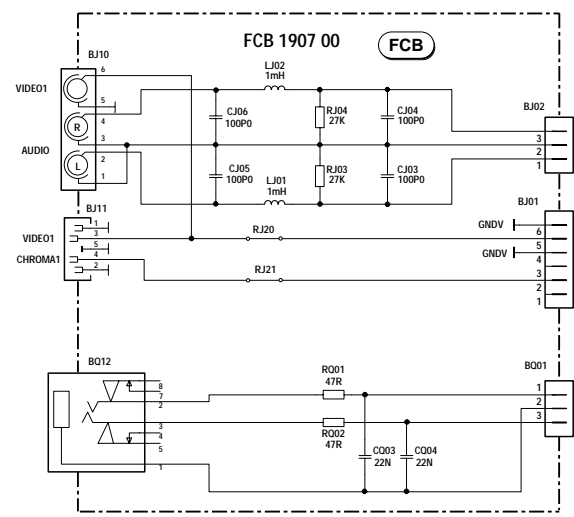 FCB 1907 00
FCB
BJ10
LJ02
1mH
6
VIDEO1
5
R
4
3
AUDIO
2
L
1
CJ06
100P0
RJ04
27K
CJ04
100P0
BJ02
3
2
1
CJ05
100P0
LJ01
1mH
RJ03
27K
CJ03
100P0
BJ11
1
VIDEO1
3
5
CHROMA1
4
2
RJ20
RJ21
BJ01
GNDV
6
5
GNDV
4
3
2
1
BQ12
8
7
2
3
4
5
1
RQ01
47R
RQ02
47R
CQ03
22N
CQ04
22N
BQ01
1
2
3